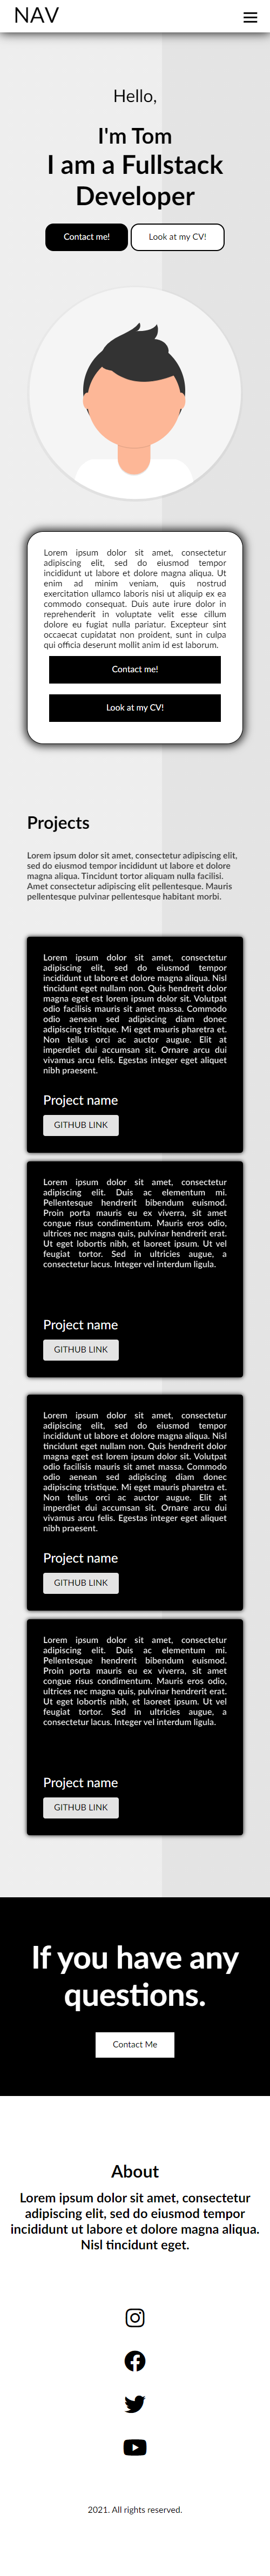 NAV
Hello,
I'm Tom
I am a Fullstack
Developer
Contact me!
Look at my CV!
Lorem ipsum dolor sit amet, consectetur
adipiscing elit, sed do eiusmod tempor
incididunt ut labore et dolore magna aliqua. Ut
enim ad minim veniam, quis nostrud
exercitation ullamco laboris nisi ut aliquip ex ea
commodo consequat. Duis aute irure dolor in
reprehenderit in voluptate velit esse cillum
dolore eu fugiat nulla pariatur. Excepteur sint
occaecat cupidatat non proident, sunt in culpa
qui officia deserunt mollit anim id est laborum.
Contact me!
Look at my CV!
Projects
Lorem ipsum dolor sit amet, consectetur adipiscing elit,
sed do eiusmod tempor incididunt ut labore et dolore
magna aliqua. Tincidunt tortor aliquam nulla facilisi.
Amet consectetur adipiscing elit pellentesque. Mauris
pellentesque pulvinar pellentesque habitant morbi.
Lorem ipsum dolor sit amet, consectetur
adipiscing elit, sed do eiusmod tempor
incididunt ut labore et dolore magna aliqua. Nisl
tincidunt eget nullam non. Quis hendrerit dolor
magna eget est lorem ipsum dolor sit. Volutpat
odio facilisis mauris sit amet massa. Commodo
odio aenean sed adipiscing diam donec
adipiscing tristique. Mi eget mauris pharetra et.
Non tellus orci ac auctor augue. Elit at
imperdiet dui accumsan sit. Ornare arcu dui
vivamus arcu felis. Egestas integer eget aliquet
nibh praesent.
Project name
GITHUB LINK
Lorem ipsum dolor sit amet, consectetur
adipiscing elit. Duis ac elementum mi.
Pellentesque hendrerit bibendum euismod.
Proin porta mauris eu ex viverra, sit amet
congue risus condimentum. Mauris eros odio,
ultrices nec magna quis, pulvinar hendrerit erat.
Ut eget lobortis nibh, et laoreet ipsum. Ut vel
feugiat tortor. Sed in ultricies augue, a
consectetur lacus. Integer vel interdum ligula.
Project name
GITHUB LINK
Lorem ipsum dolor sit amet, consectetur
adipiscing elit, sed do eiusmod tempor
incididunt ut labore et dolore magna aliqua. Nisl
tincidunt eget nullam non. Quis hendrerit dolor
magna eget est lorem ipsum dolor sit. Volutpat
odio facilisis mauris sit amet massa. Commodo
odio aenean sed adipiscing diam donec
adipiscing tristique. Mi eget mauris pharetra et.
Non tellus orci ac auctor augue. Elit at
imperdiet dui accumsan sit. Ornare arcu dui
vivamus arcu felis. Egestas integer eget aliquet
nibh praesent.
Project name
GITHUB LINK
Lorem ipsum dolor sit amet, consectetur
adipiscing elit. Duis ac elementum mi.
Pellentesque hendrerit bibendum euismod.
Proin porta mauris eu ex viverra, sit amet
congue risus condimentum. Mauris eros odio,
ultrices nec magna quis, pulvinar hendrerit erat.
Ut eget lobortis nibh, et laoreet ipsum. Ut vel
feugiat tortor. Sed in ultricies augue, a
consectetur lacus. Integer vel interdum ligula.
Project name
GITHUB LINK
If you have any
questions.
Contact Me
About
Lorem ipsum dolor sit amet, consectetur
adipiscing elit, sed do eiusmod tempor
incididunt ut labore et dolore magna aliqua.
Nisl tincidunt eget.
2021. All rights reserved.